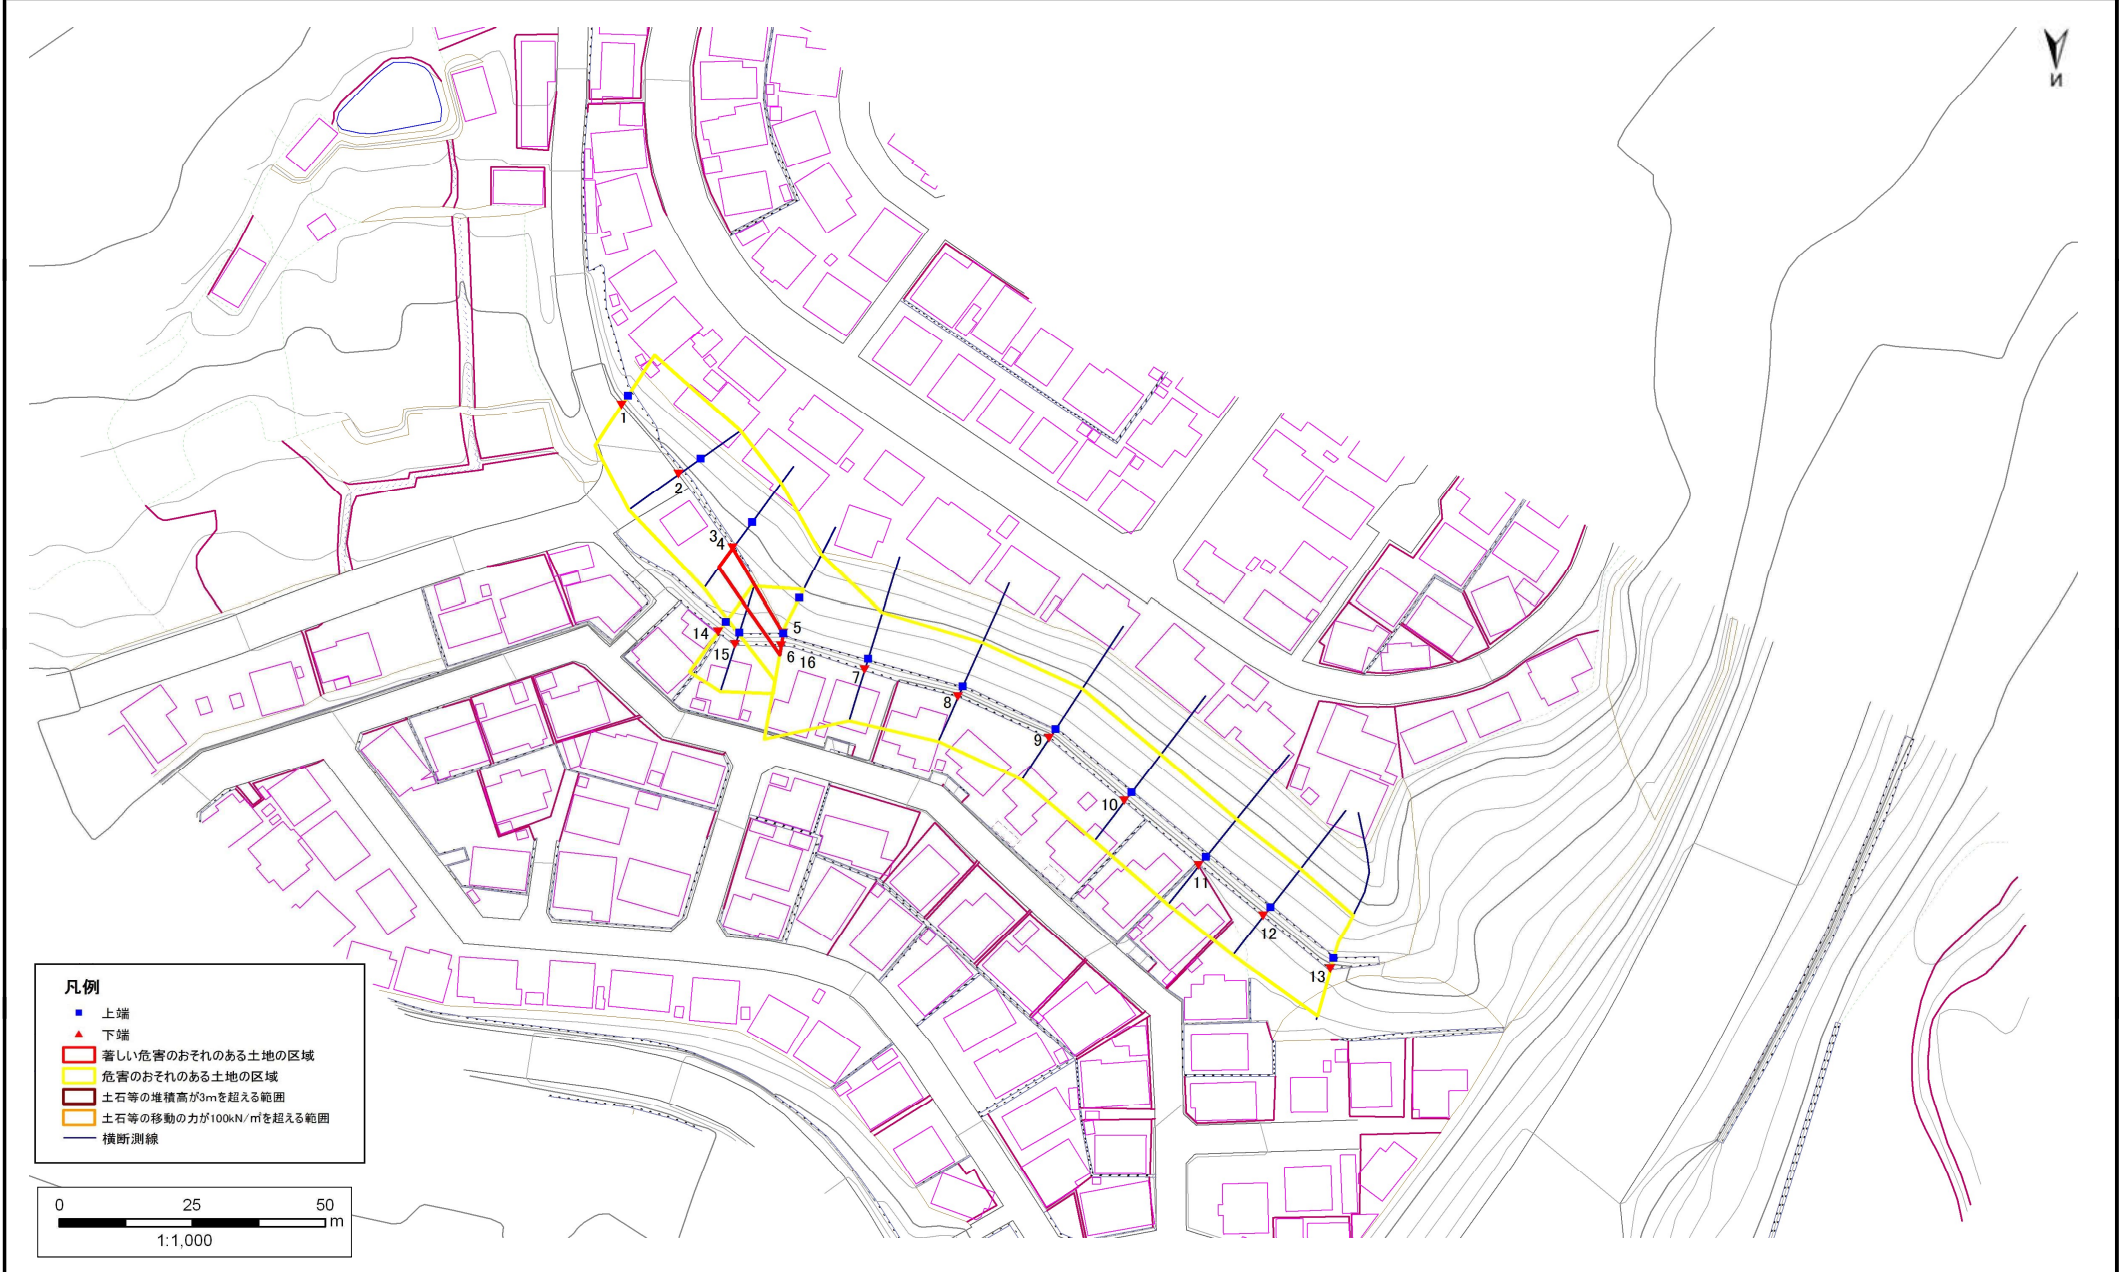 N
1
2
3
4
5
14
15
6
16
7
8
9
10
11
12
13
凡例
上端
下端
著しい危害のおそれのある土地の区域
危害のおそれのある土地の区域
土石等の堆積高が3mを超える範囲
土石等の移動の力が100kN/㎡を超える範囲
横断測線
0 25 50
m
1:1,000